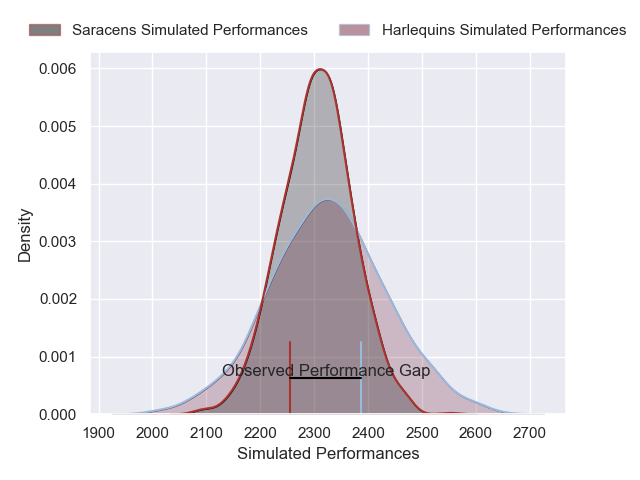 Saracens Simulated Performances
Harlequins Simulated Performances
0.006
0.005
0.004
0.003
0.002
0.001
0.000
Density
Observed Performance Gap
1900 2000 2100 2200 2300 2400 2500 2600 2700
Simulated Performances